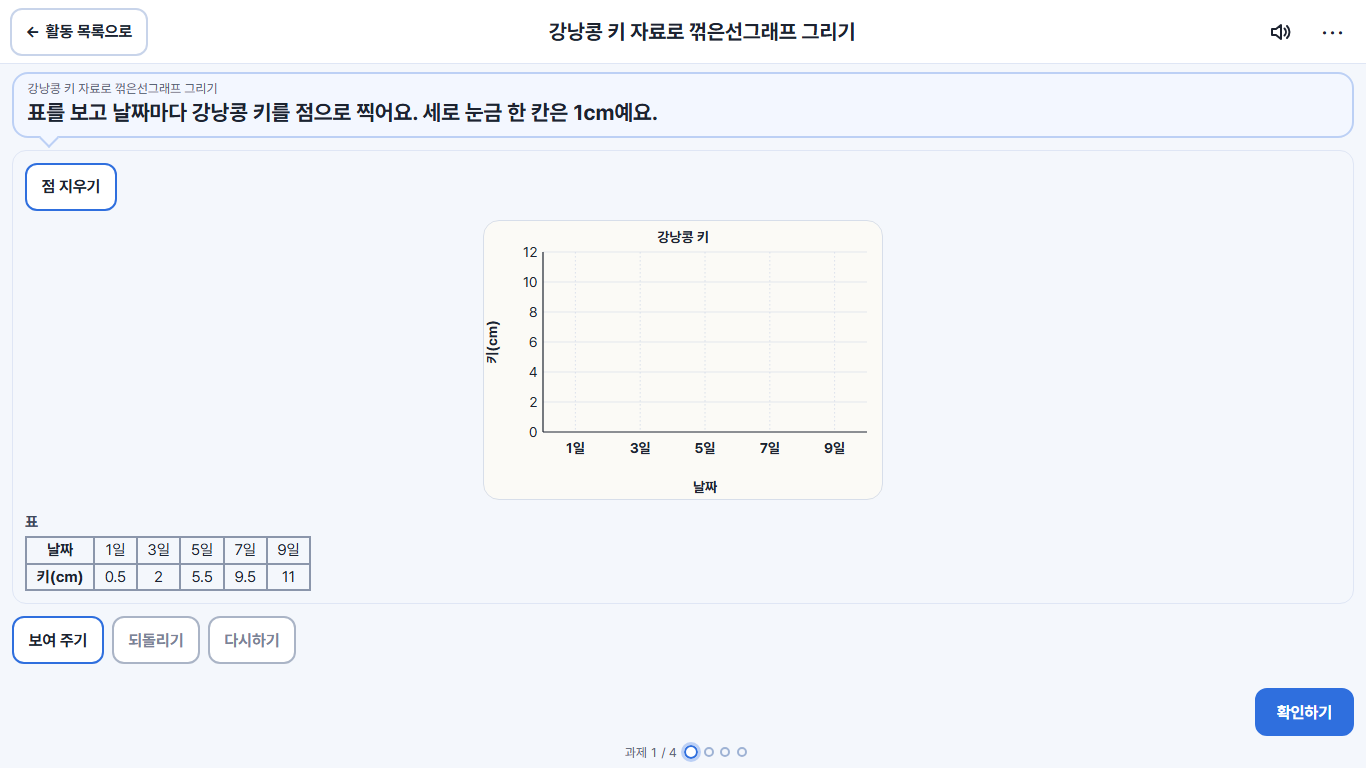 ← 활동 목록으로
강낭콩 키 자료로 꺾은선그래프 그리기
강낭콩 키 자료로 꺾은선그래프 그리기
표를 보고 날짜마다 강낭콩 키를 점으로 찍어요. 세로 눈금 한 칸은 1cm예요.
점 지우기
강낭콩 키
12
10
8
6
4
2
0
키(cm)
1일 3일 5일 7일 9일
날짜
표
날짜 1일 3일 5일 7일 9일
키(cm) 0.5 2 5.5 9.5 11
보여 주기 되돌리기 다시하기
확인하기
과제 1 / 4